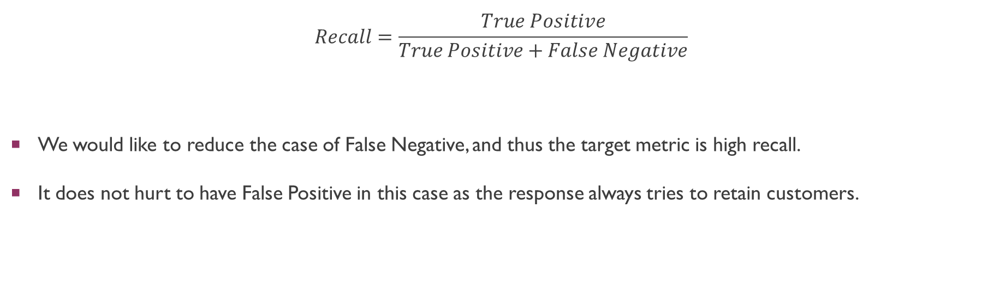 True Positive
Recall =
True Positive + False Negative
▪ We would like to reduce the case of False Negative, and thus the target metric is high recall.
▪ It does not hurt to have False Positive in this case as the response always tries to retain customers.